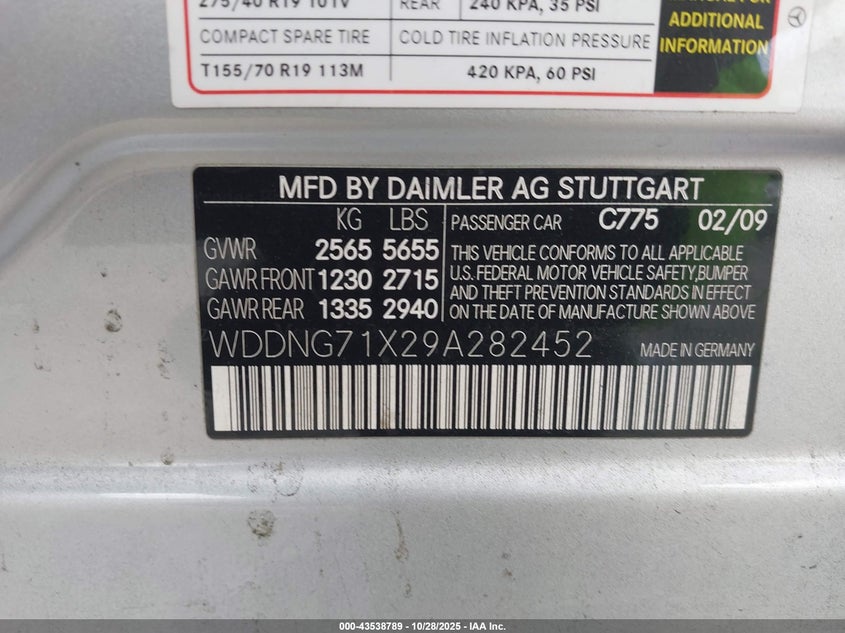 275/40 R19 101V REAR 240 KPA, 35 PSI
COMPACT SPARE TIRE COLD TIRE INFLATION PRESSURE
T155/70 R19 113M 420 KPA, 60 PSI
ADDITIONAL
INFORMATION
MFD BY DAIMLER AG STUTTGART
KG LBS PASSENGER CAR C775 02/09
GVWR 2565 5655
GAWR FRONT 1230 2715
GAWR REAR 1335 2940
THIS VEHICLE CONFORMS TO ALL APPLICABLE
U.S. FEDERAL MOTOR VEHICLE SAFETY,BUMPER
AND THEFT PREVENTION STANDARDS IN EFFECT
ON THE DATE OF MANUFACTURE SHOWN ABOVE
WDDNG71X29A282452 MADE IN GERMANY
000-43538789 - 10/28/2025 - IAA Inc.